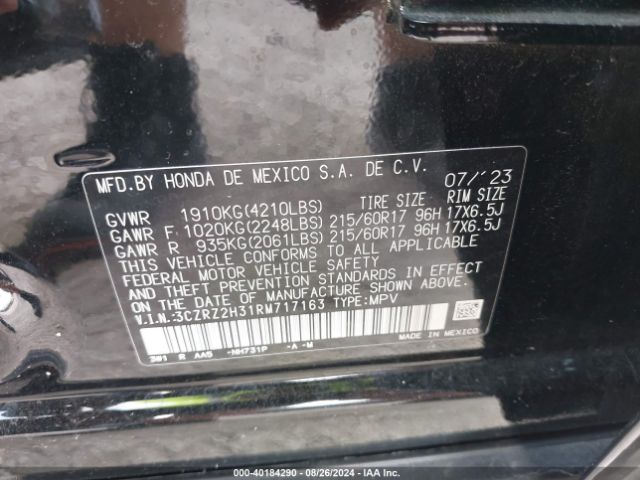 MFD.BY HONDA DE MEXICO S.A. DE C.V. 07/'23
TIRE SIZE RIM SIZE
GVWR 1910KG(4210LBS)
GAWR F 1020KG(2248LBS) 215/60R17 96H 17X6.5J
GAWR R 935KG(2061LBS) 215/60R17 96H 17X6.5J
THIS VEHICLE CONFORMS TO ALL APPLICABLE
FEDERAL MOTOR VEHICLE SAFETY
THEFT PREVENTION STANDARDS IN EFFECT
ON THE DATE OF MANUFACTURE SHOWN ABOVE.
V.I.N.:3CZRZ2H31RM717163 TYPE:MPV
R AA5 -NH731P -A -M MADE IN MEXICO
000-40184290 - 08/26/2024 - IAA Inc.